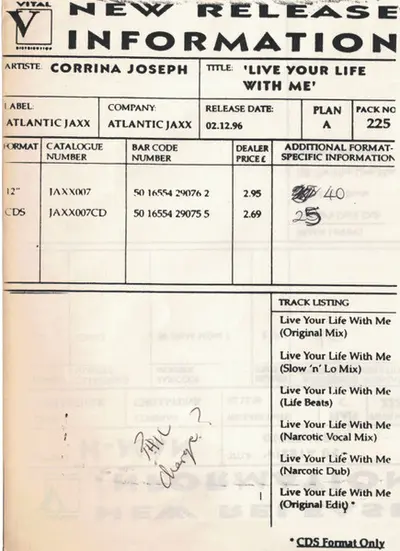 VITAL
V
DISTRIBUTION
NEW RELEASE
INFORMATION
ARTISTE: CORRINA JOSEPH
TITLE: 'LIVE YOUR LIFE
WITH ME'
LABEL:
ATLANTIC JAXX
COMPANY:
ATLANTIC JAXX
RELEASE DATE:
02.12.96
PLAN
A
PACK NO
225
FORMAT
CATALOGUE
NUMBER
BAR CODE
NUMBER
DEALER
PRICE £
ADDITIONAL FORMAT-
SPECIFIC INFORMATION
12" JAXX007 50 16554 29076 2 2.95 40
CDS JAXX007CD 50 16554 29075 5 2.69 25
TRACK LISTING
Live Your Life With Me
(Original Mix)
Live Your Life With Me
(Slow 'n' Lo Mix)
Live Your Life With Me
(Life Beats)
Live Your Life With Me
(Narcotic Vocal Mix)
Live Your Life With Me
(Narcotic Dub)
Live Your Life With Me
(Original Edit) *
PHIL
change?
* CDS Format Only